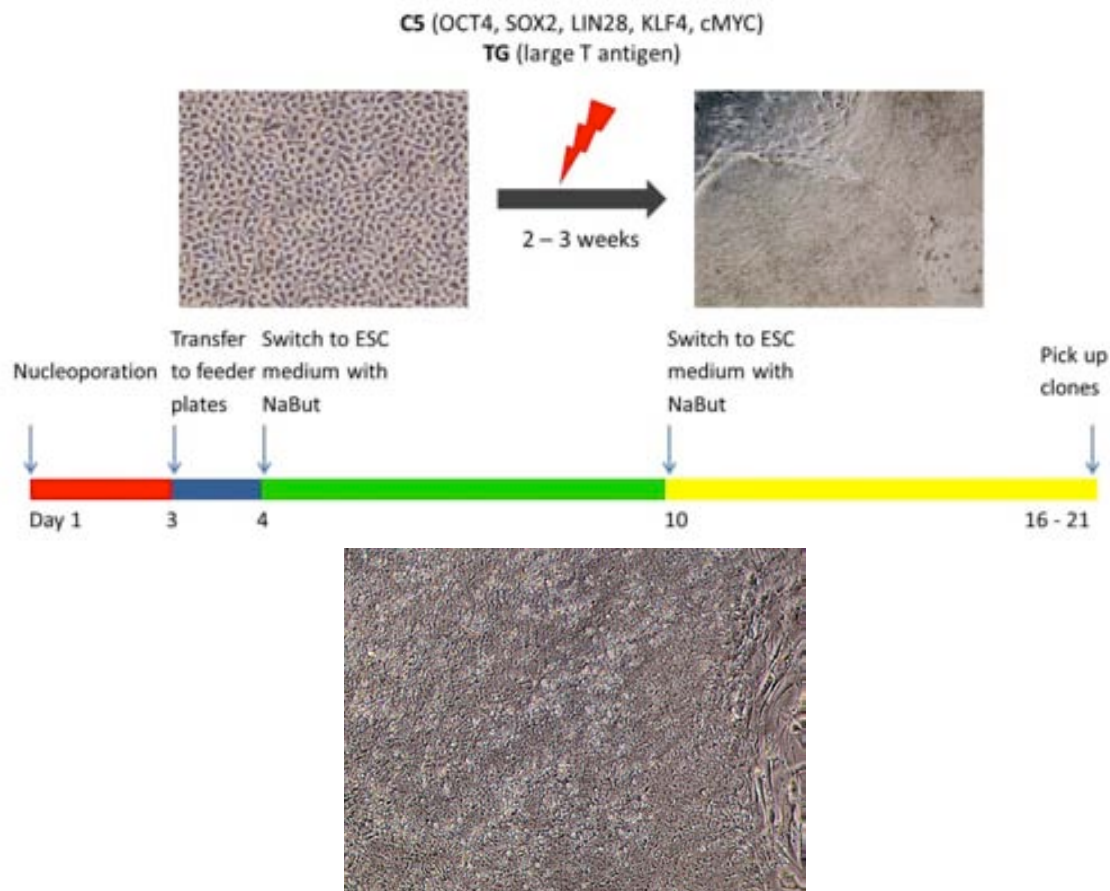 C5 (OCT4, SOX2, LIN28, KLF4, cMYC)
TG (large T antigen)
2 – 3 weeks
Nucleoporation
Transfer
to feeder
plates
Switch to ESC
medium with
NaBut
Switch to ESC
medium with
NaBut
Pick up
clones
Day 1
3
4
10
16 - 21